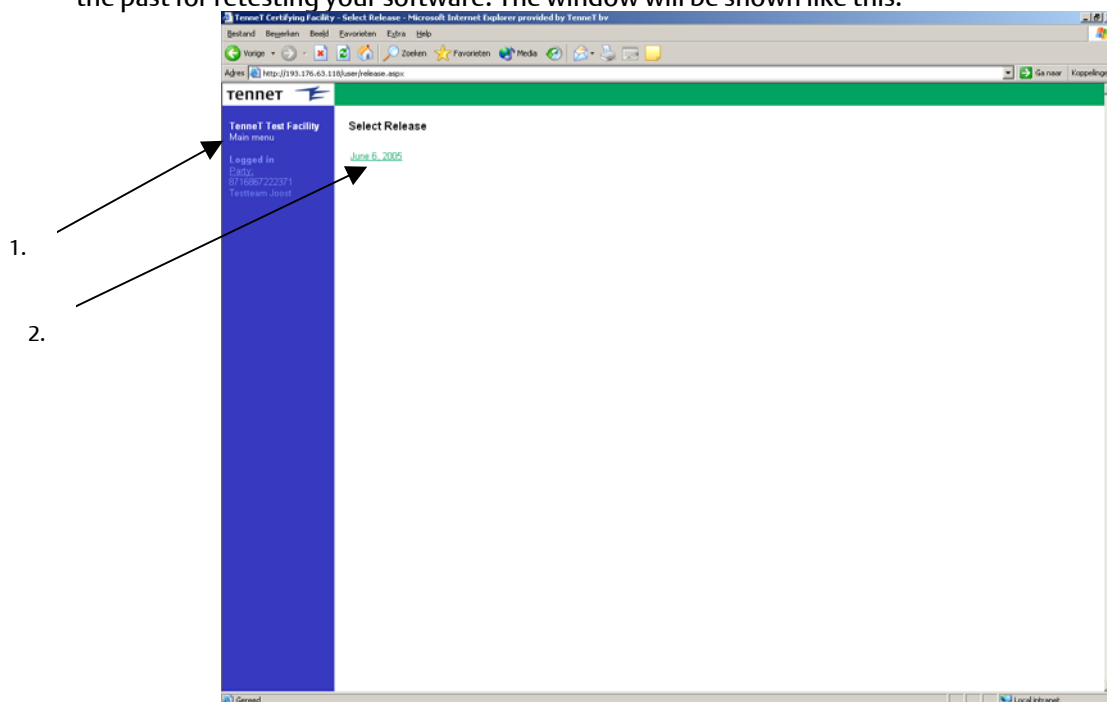 the past for retesting your software. The window will be shown like this:
TenneT Certifying Facility - Select Release - Microsoft Internet Explorer provided by TenneT bv
Bestand Bewerken Beeld Favorieten Extra Help
Vorige Zoeken Favorieten Media
Adres http://193.176.63.118/user/release.aspx Ga naar Koppelingen
TenneT
TenneT Test Facility
Main menu
Logged in
Party:
8716867222371
Testteam Joost
Select Release
June 6, 2005
1.
2.
Gereed Local intranet